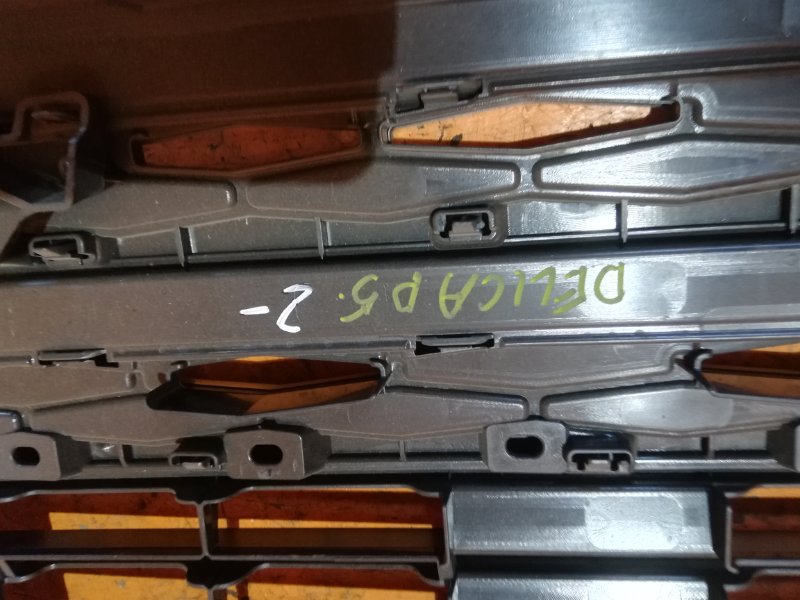 DELICA D5. 2-